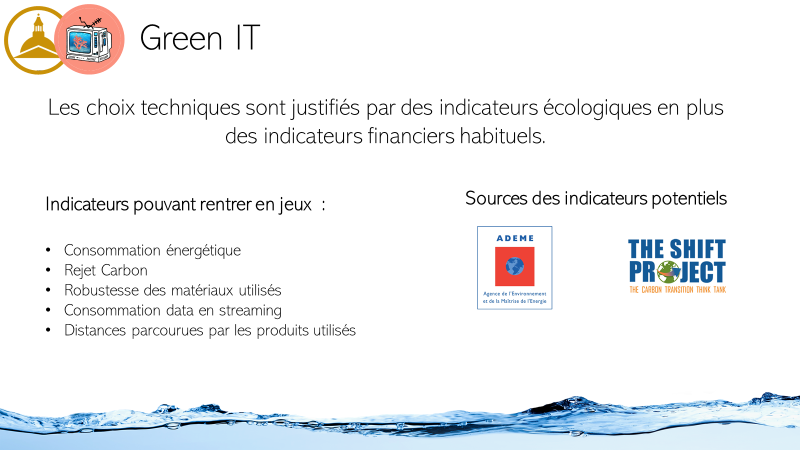 Green IT
Les choix techniques sont justifiés par des indicateurs écologiques en plus
des indicateurs financiers habituels.
Indicateurs pouvant rentrer en jeux :
• Consommation énergétique
• Rejet Carbon
• Robustesse des matériaux utilisés
• Consommation data en streaming
• Distances parcourues par les produits utilisés
Sources des indicateurs potentiels
ADEME
Agence de l'Environnement
et de la Maîtrise de l'Energie
THE SHIFT
PROJECT
THE CARBON TRANSITION THINK TANK